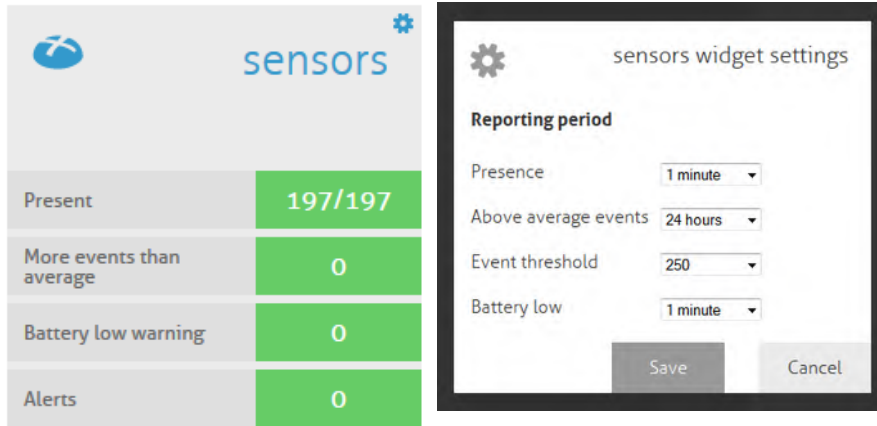 sensors
Present 197/197
More events than
average 0
Battery low warning 0
Alerts 0
sensors widget settings
Reporting period
Presence 1 minute
Above average events 24 hours
Event threshold 250
Battery low 1 minute
Save Cancel